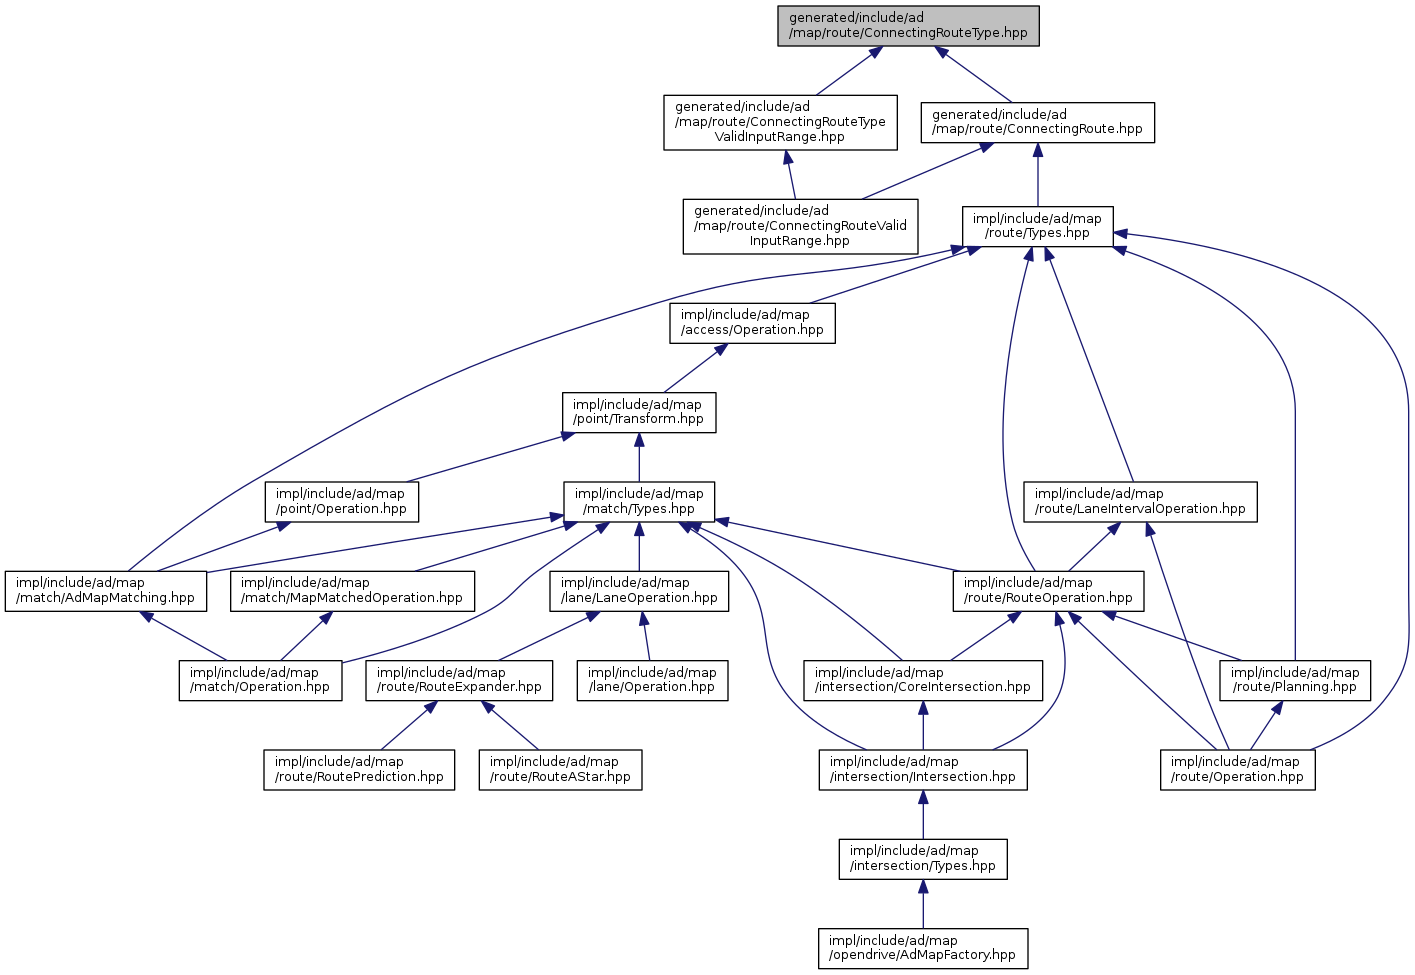 generated/include/ad
/map/route/ConnectingRouteType.hpp
generated/include/ad
/map/route/ConnectingRouteType
ValidInputRange.hpp
generated/include/ad
/map/route/ConnectingRoute.hpp
generated/include/ad
/map/route/ConnectingRouteValid
InputRange.hpp
impl/include/ad/map
/route/Types.hpp
impl/include/ad/map
/access/Operation.hpp
impl/include/ad/map
/point/Transform.hpp
impl/include/ad/map
/point/Operation.hpp
impl/include/ad/map
/match/Types.hpp
impl/include/ad/map
/route/LaneIntervalOperation.hpp
impl/include/ad/map
/match/AdMapMatching.hpp
impl/include/ad/map
/match/MapMatchedOperation.hpp
impl/include/ad/map
/lane/LaneOperation.hpp
impl/include/ad/map
/route/RouteOperation.hpp
impl/include/ad/map
/match/Operation.hpp
impl/include/ad/map
/route/RouteExpander.hpp
impl/include/ad/map
/lane/Operation.hpp
impl/include/ad/map
/intersection/CoreIntersection.hpp
impl/include/ad/map
/route/Planning.hpp
impl/include/ad/map
/route/RoutePrediction.hpp
impl/include/ad/map
/route/RouteAStar.hpp
impl/include/ad/map
/intersection/Intersection.hpp
impl/include/ad/map
/route/Operation.hpp
impl/include/ad/map
/intersection/Types.hpp
impl/include/ad/map
/opendrive/AdMapFactory.hpp